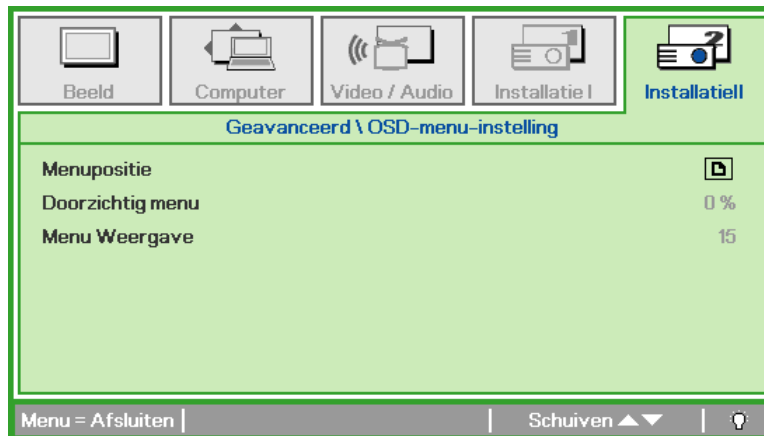 Beeld
Computer
Video / Audio
Installatie I
InstallatieII
Geavanceerd \ OSD-menu-instelling
Menupositie
Doorzichtig menu 0 %
Menu Weergave 15
Menu = Afsluiten
Schuiven